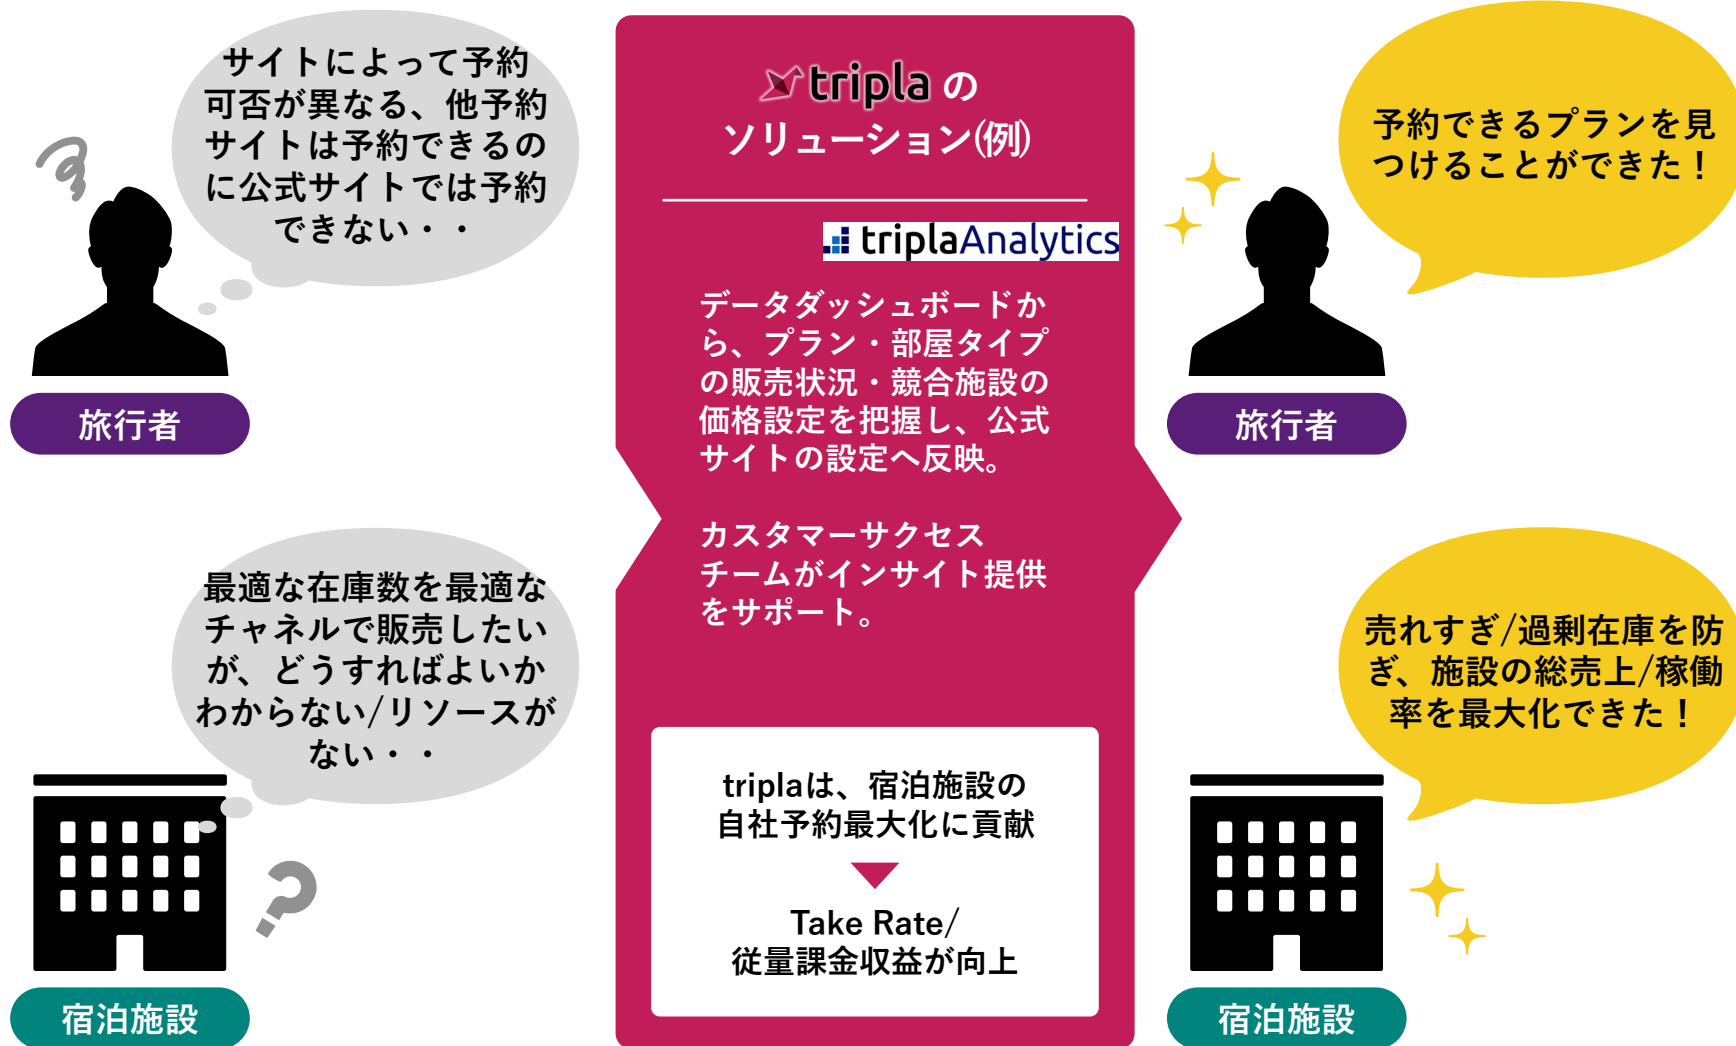 サイトによって予約
可否が異なる、他予約
サイトは予約できるの
に公式サイトでは予約
できない・・
旅行者
最適な在庫数を最適な
チャネルで販売したい
が、どうすればよいか
わからない/リソースが
ない・・
宿泊施設
tripla の
ソリューション(例)
triplaAnalytics
データダッシュボードか
ら、プラン・部屋タイプ
の販売状況・競合施設の
価格設定を把握し、公式
サイトの設定へ反映。
カスタマーサクセス
チームがインサイト提供
をサポート。
triplaは、宿泊施設の
自社予約最大化に貢献
Take Rate/
従量課金収益が向上
予約できるプランを見
つけることができた！
旅行者
売れすぎ/過剰在庫を防
ぎ、施設の総売上/稼働
率を最大化できた！
宿泊施設